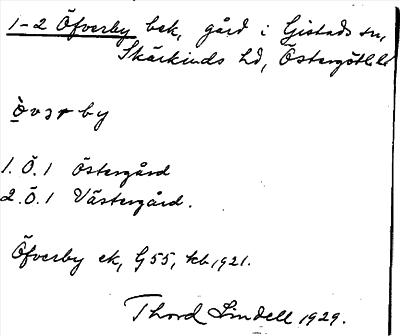 1-2 Öfverby bek, gård i Gistads sn,
Skärkinds hd, Östergötl. l
òvərby
1. Ö. 1 Östergård
2. Ö. 1 Västergård.
Öfverby ek, G55, kb 1921.
Thord Lindell 1929.